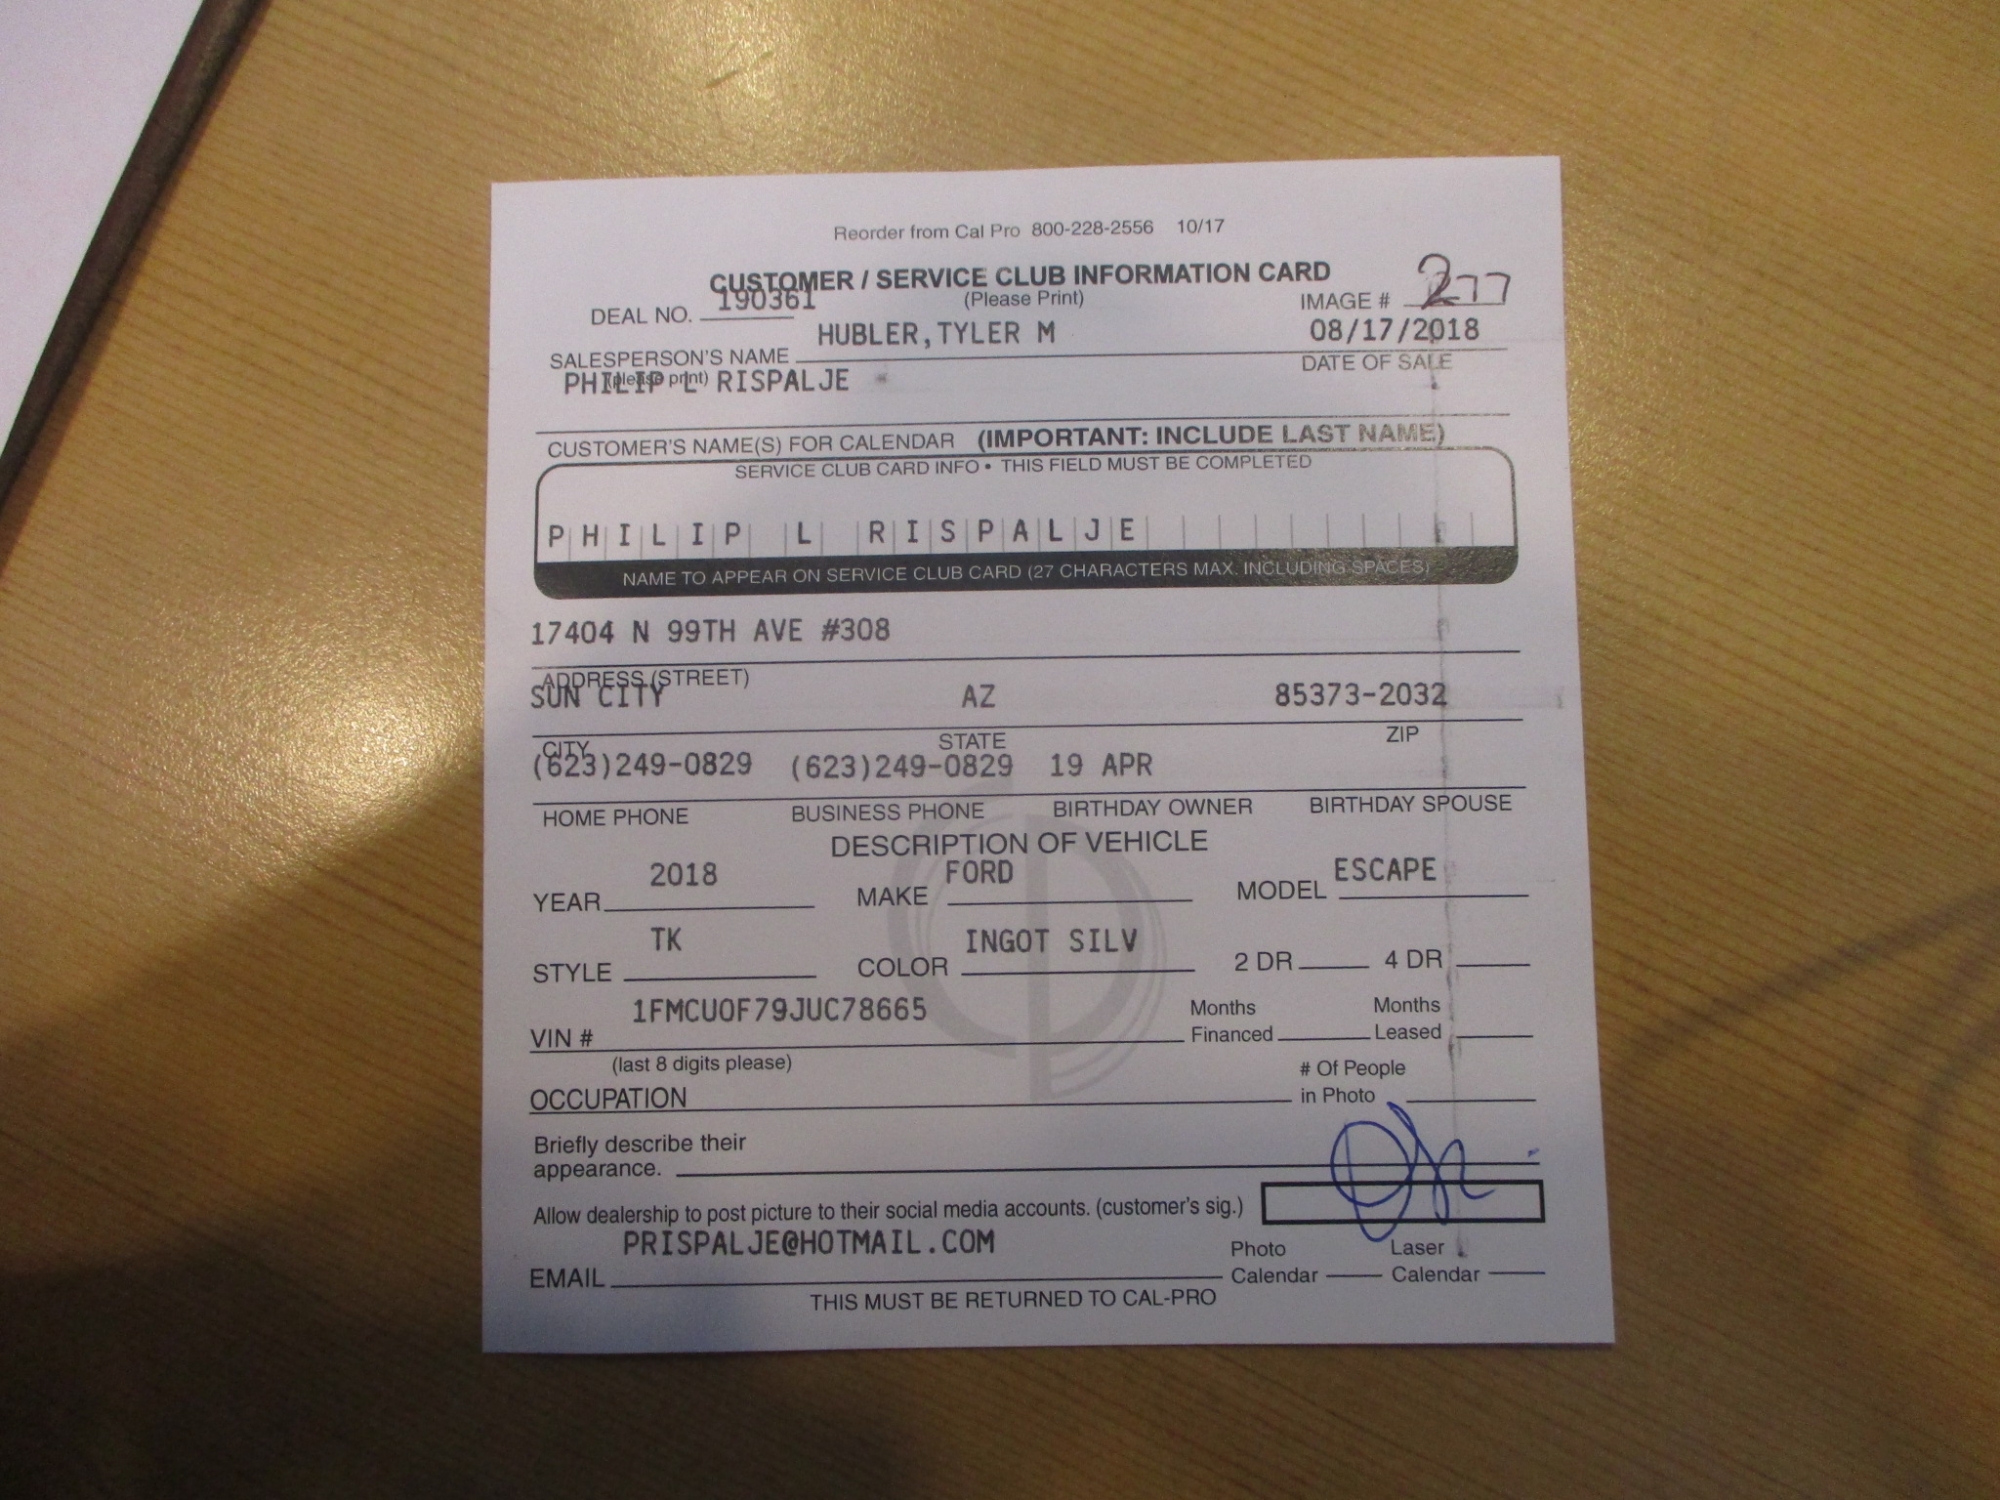 Reorder from Cal Pro 800-228-2556 10/17
CUSTOMER / SERVICE CLUB INFORMATION CARD
DEAL NO. 190361 (Please Print) IMAGE # 277
HUBLER,TYLER M 08/17/2018
SALESPERSON'S NAME DATE OF SALE
(please print)
PHILIP L RISPALJE
CUSTOMER'S NAME(S) FOR CALENDAR (IMPORTANT: INCLUDE LAST NAME)
SERVICE CLUB CARD INFO • THIS FIELD MUST BE COMPLETED
PHILIP L RISPALJE
NAME TO APPEAR ON SERVICE CLUB CARD (27 CHARACTERS MAX. INCLUDING SPACES)
17404 N 99TH AVE #308
ADDRESS (STREET)
SUN CITY AZ 85373-2032
CITY STATE ZIP
(623)249-0829 (623)249-0829 19 APR
HOME PHONE BUSINESS PHONE BIRTHDAY OWNER BIRTHDAY SPOUSE
DESCRIPTION OF VEHICLE
YEAR 2018 MAKE FORD MODEL ESCAPE
STYLE TK COLOR INGOT SILV 2 DR 4 DR
VIN # 1FMCU0F79JUC78665 Months Financed Months Leased
(last 8 digits please)
OCCUPATION # Of People in Photo
Briefly describe their
appearance.
Allow dealership to post picture to their social media accounts. (customer's sig.)
PRISPALJE@HOTMAIL.COM
EMAIL Photo Calendar Laser Calendar
THIS MUST BE RETURNED TO CAL-PRO